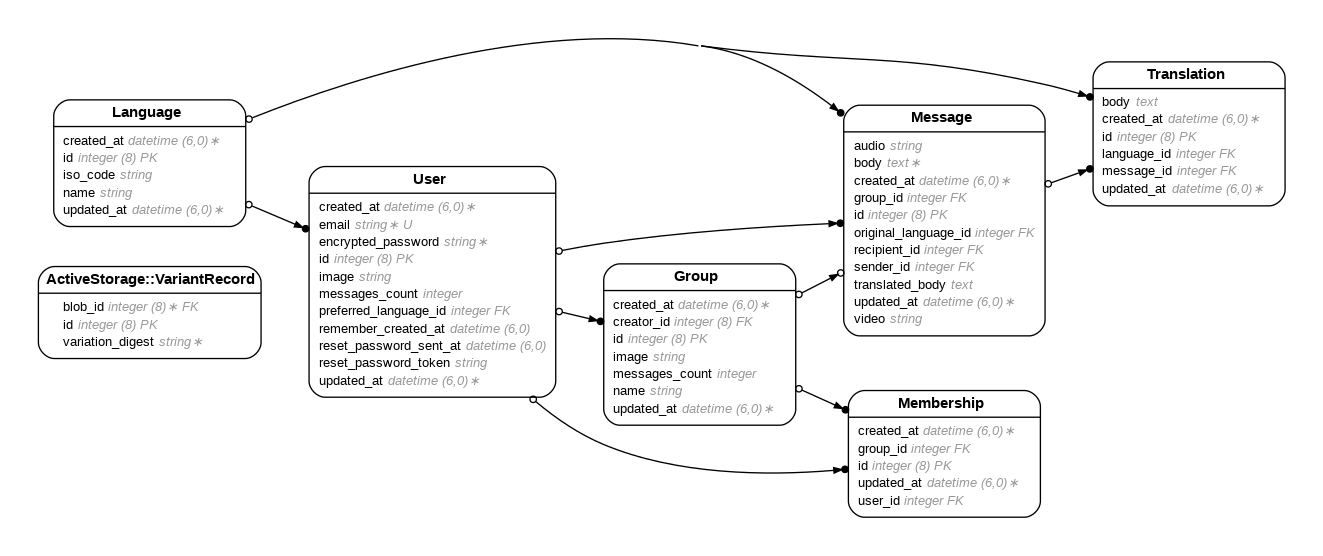 Language
created_at datetime (6,0)∗
id integer (8) PK
iso_code string
name string
updated_at datetime (6,0)∗
ActiveStorage::VariantRecord
blob_id integer (8)∗ FK
id integer (8) PK
variation_digest string∗
User
created_at datetime (6,0)∗
email string∗ U
encrypted_password string∗
id integer (8) PK
image string
messages_count integer
preferred_language_id integer FK
remember_created_at datetime (6,0)
reset_password_sent_at datetime (6,0)
reset_password_token string
updated_at datetime (6,0)∗
Group
created_at datetime (6,0)∗
creator_id integer (8) FK
id integer (8) PK
image string
messages_count integer
name string
updated_at datetime (6,0)∗
Message
audio string
body text∗
created_at datetime (6,0)∗
group_id integer FK
id integer (8) PK
original_language_id integer FK
recipient_id integer FK
sender_id integer FK
translated_body text
updated_at datetime (6,0)∗
video string
Membership
created_at datetime (6,0)∗
group_id integer FK
id integer (8) PK
updated_at datetime (6,0)∗
user_id integer FK
Translation
body text
created_at datetime (6,0)∗
id integer (8) PK
language_id integer FK
message_id integer FK
updated_at datetime (6,0)∗